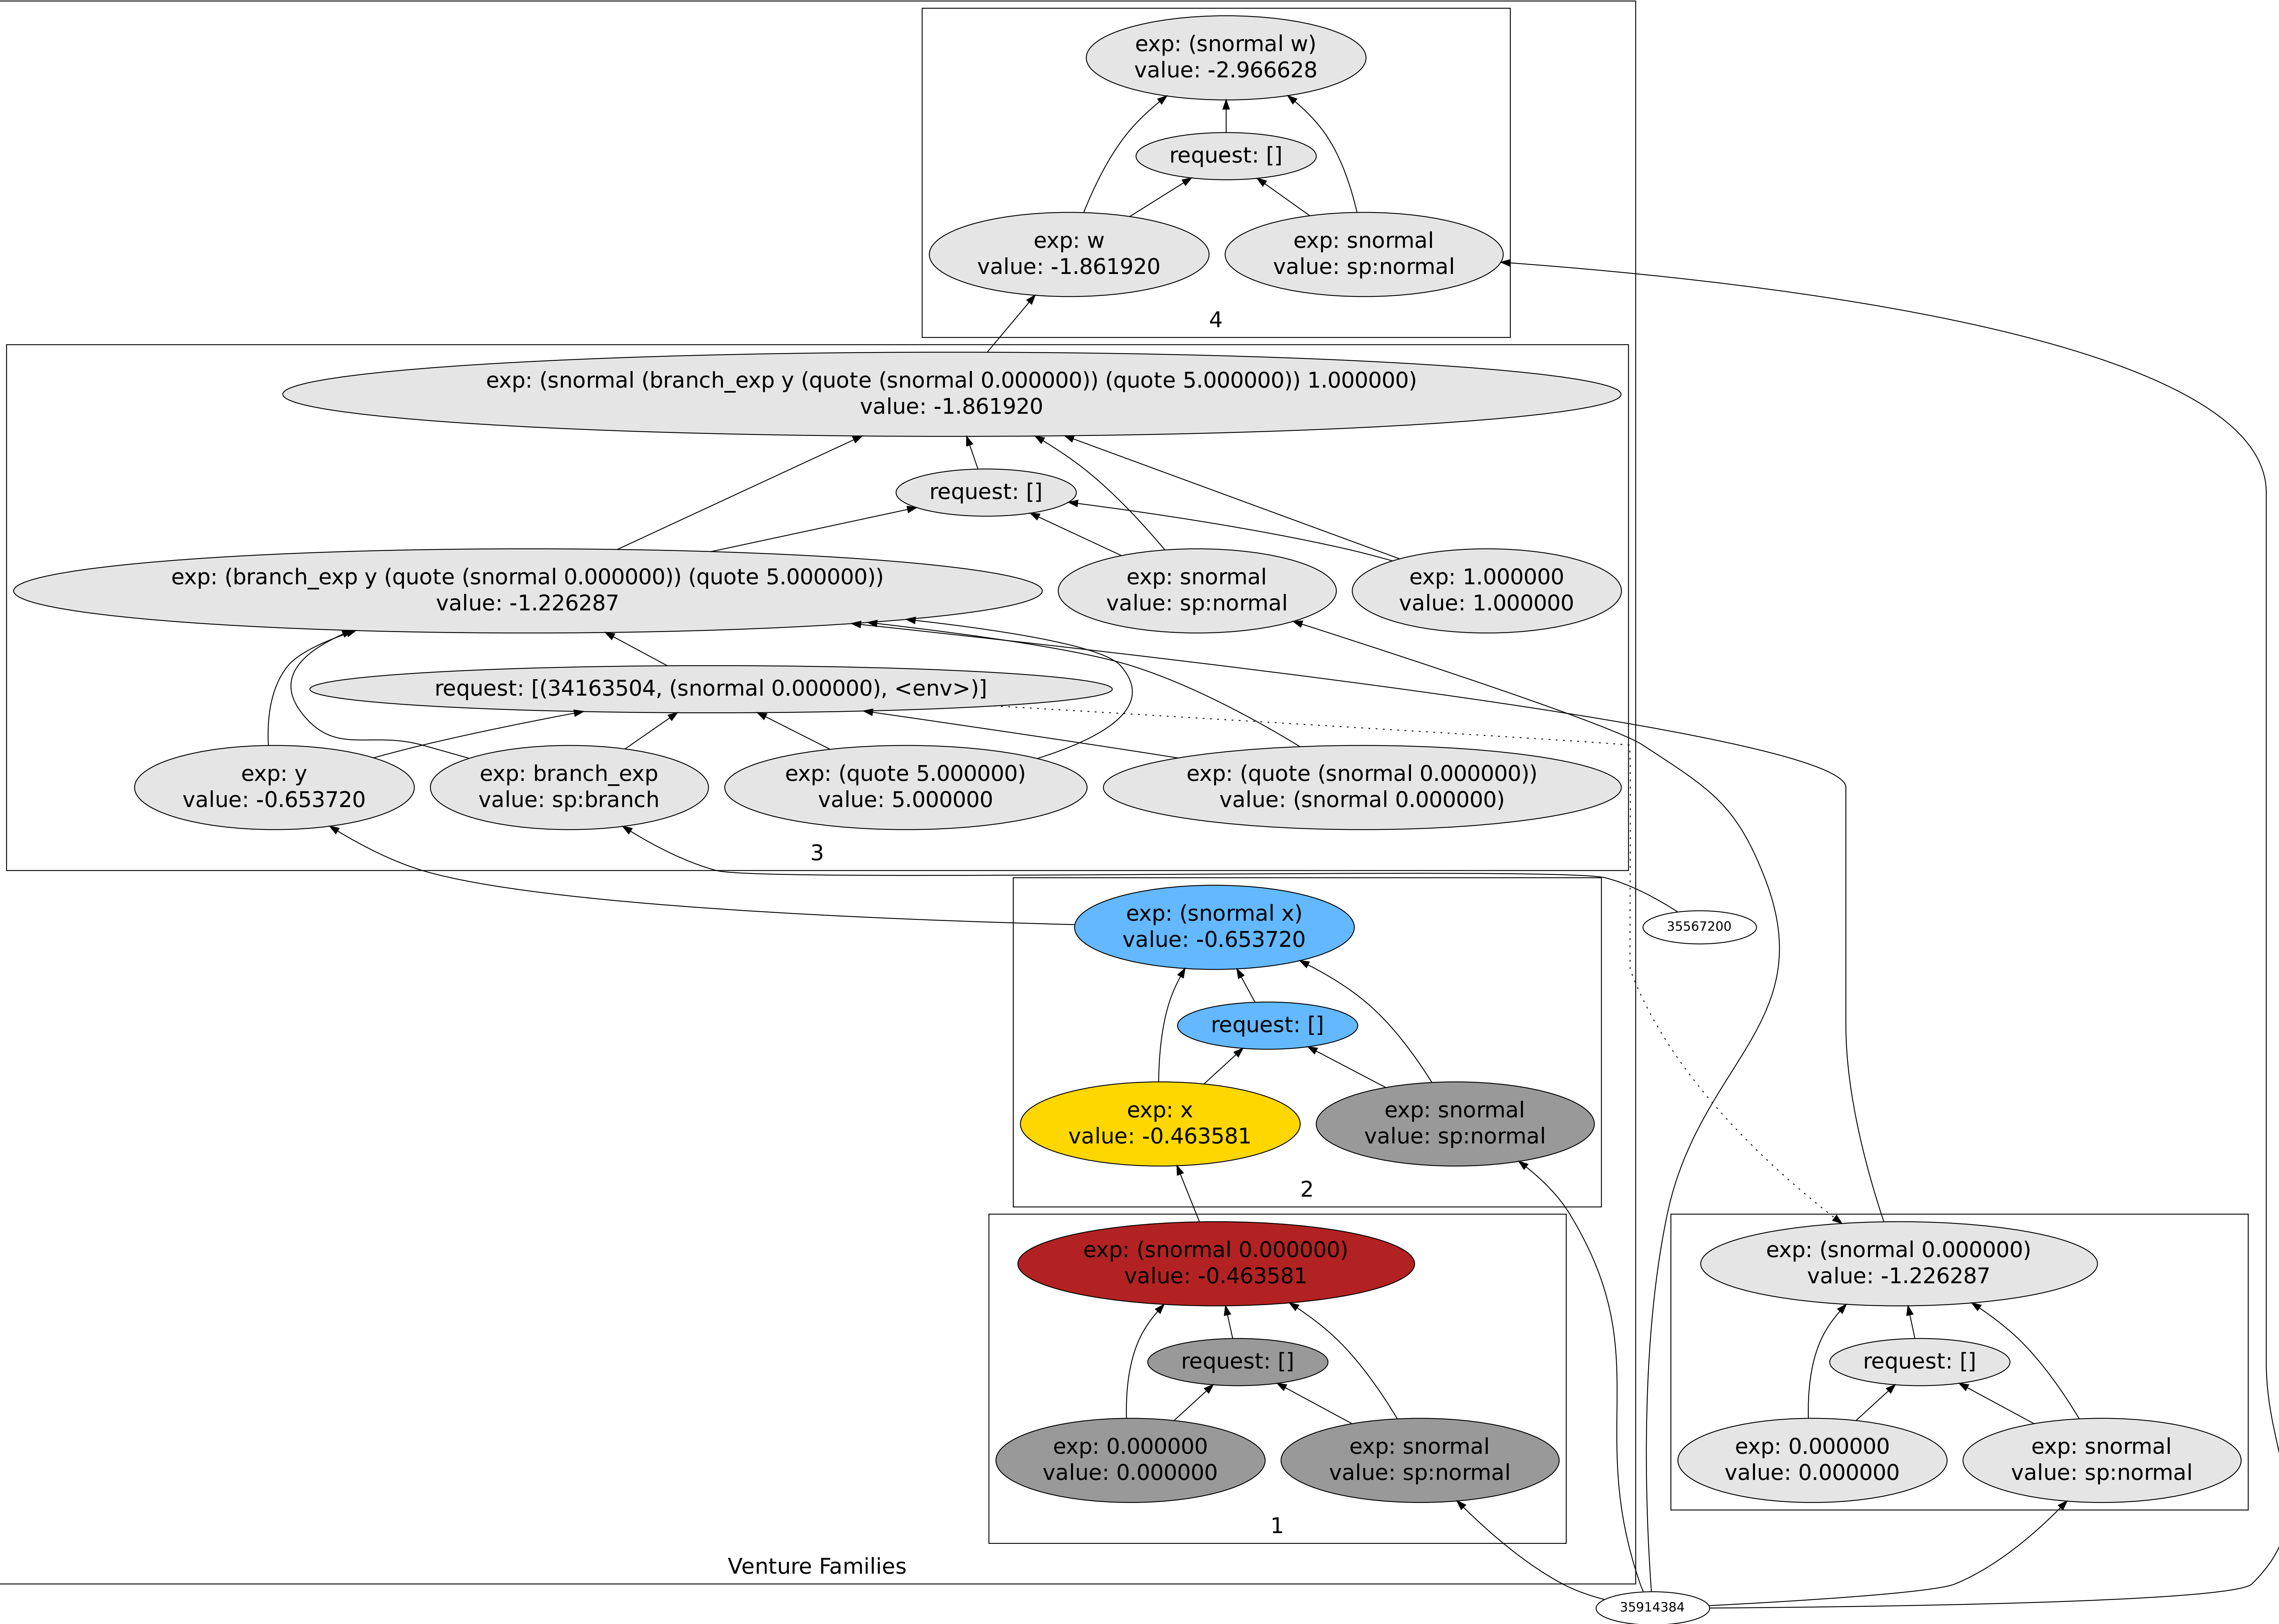 exp: (snormal w)
value: -2.966628
request: []
exp: w
value: -1.861920
exp: snormal
value: sp:normal
4
exp: (snormal (branch_exp y (quote (snormal 0.000000)) (quote 5.000000)) 1.000000)
value: -1.861920
request: []
exp: (branch_exp y (quote (snormal 0.000000)) (quote 5.000000))
value: -1.226287
exp: snormal
value: sp:normal
exp: 1.000000
value: 1.000000
request: [(34163504, (snormal 0.000000), <env>)]
exp: y
value: -0.653720
exp: branch_exp
value: sp:branch
exp: (quote 5.000000)
value: 5.000000
exp: (quote (snormal 0.000000))
value: (snormal 0.000000)
3
exp: (snormal x)
value: -0.653720
35567200
request: []
exp: x
value: -0.463581
exp: snormal
value: sp:normal
2
exp: (snormal 0.000000)
value: -0.463581
request: []
exp: 0.000000
value: 0.000000
exp: snormal
value: sp:normal
1
exp: (snormal 0.000000)
value: -1.226287
request: []
exp: 0.000000
value: 0.000000
exp: snormal
value: sp:normal
Venture Families
35914384